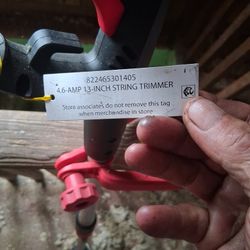 822465301405
4.6-AMP 13-INCH STRING TRIMMER
Store associates do not remove this tag
when merchandise in store